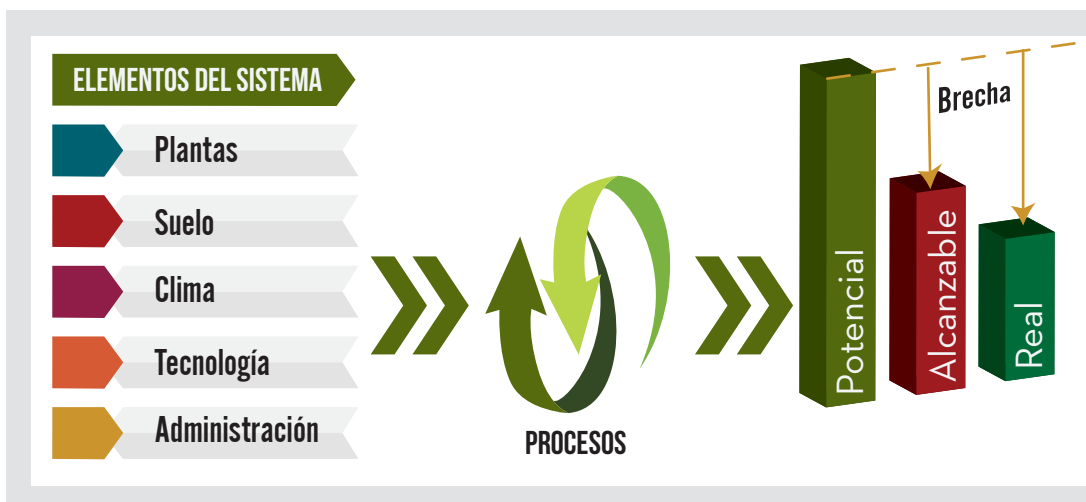 ELEMENTOS DEL SISTEMA
Plantas
Suelo
Clima
Tecnología
Administración
PROCESOS
Brecha
Potencial
Alcanzable
Real